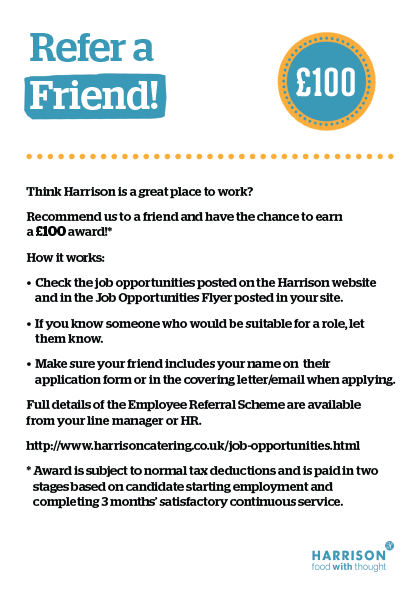 Refer a
Friend!
£100
Think Harrison is a great place to work?
Recommend us to a friend and have the chance to earn
a £100 award!*
How it works:
• Check the job opportunities posted on the Harrison website
and in the Job Opportunities Flyer posted in your site.
• If you know someone who would be suitable for a role, let
them know.
• Make sure your friend includes your name on their
application form or in the covering letter/email when applying.
Full details of the Employee Referral Scheme are available
from your line manager or HR.
http://www.harrisoncatering.co.uk/job-opportunities.html
* Award is subject to normal tax deductions and is paid in two
stages based on candidate starting employment and
completing 3 months' satisfactory continuous service.
HARRISON
food with thought